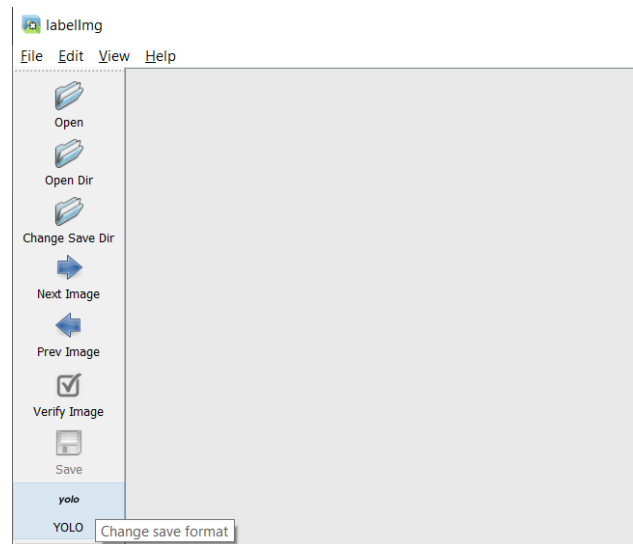 labelImg
File Edit View Help
Open
Open Dir
Change Save Dir
Next Image
Prev Image
Verify Image
Save
yolo
YOLO
Change save format